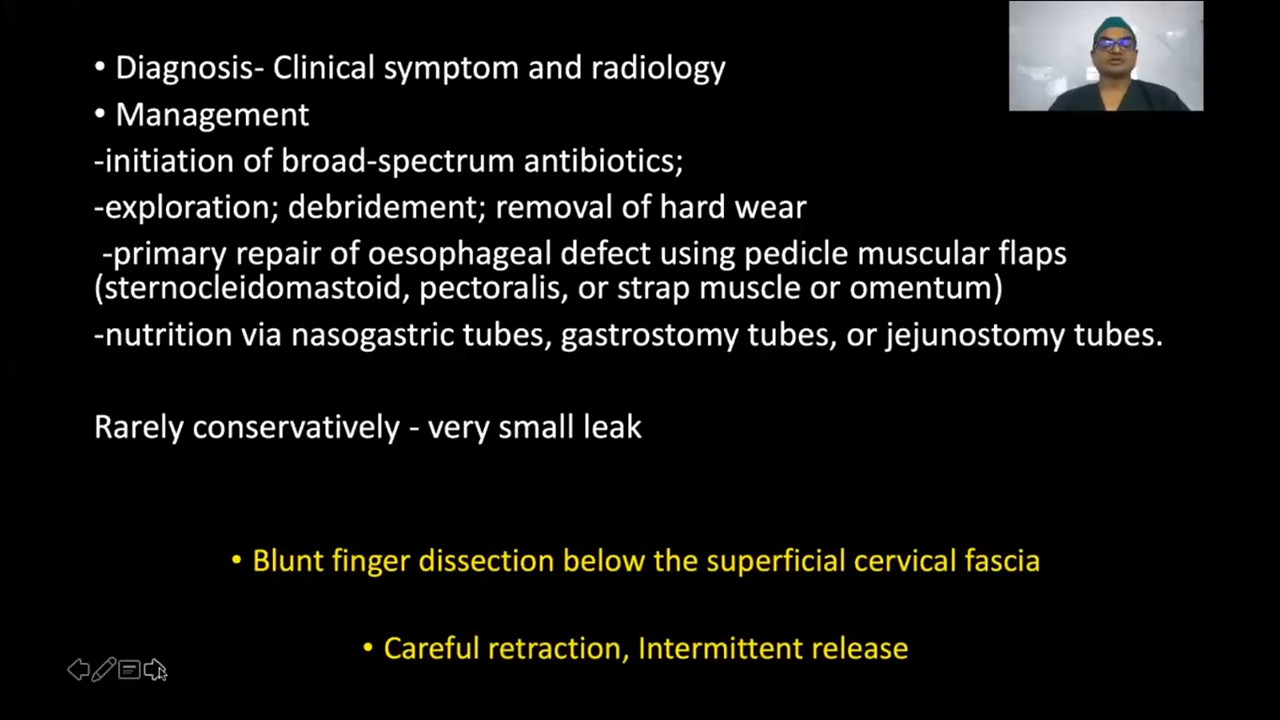 • Diagnosis- Clinical symptom and radiology
• Management
-initiation of broad-spectrum antibiotics;
-exploration; debridement; removal of hard wear
-primary repair of oesophageal defect using pedicle muscular flaps
(sternocleidomastoid, pectoralis, or strap muscle or omentum)
-nutrition via nasogastric tubes, gastrostomy tubes, or jejunostomy tubes.
Rarely conservatively - very small leak
• Blunt finger dissection below the superficial cervical fascia
• Careful retraction, Intermittent release